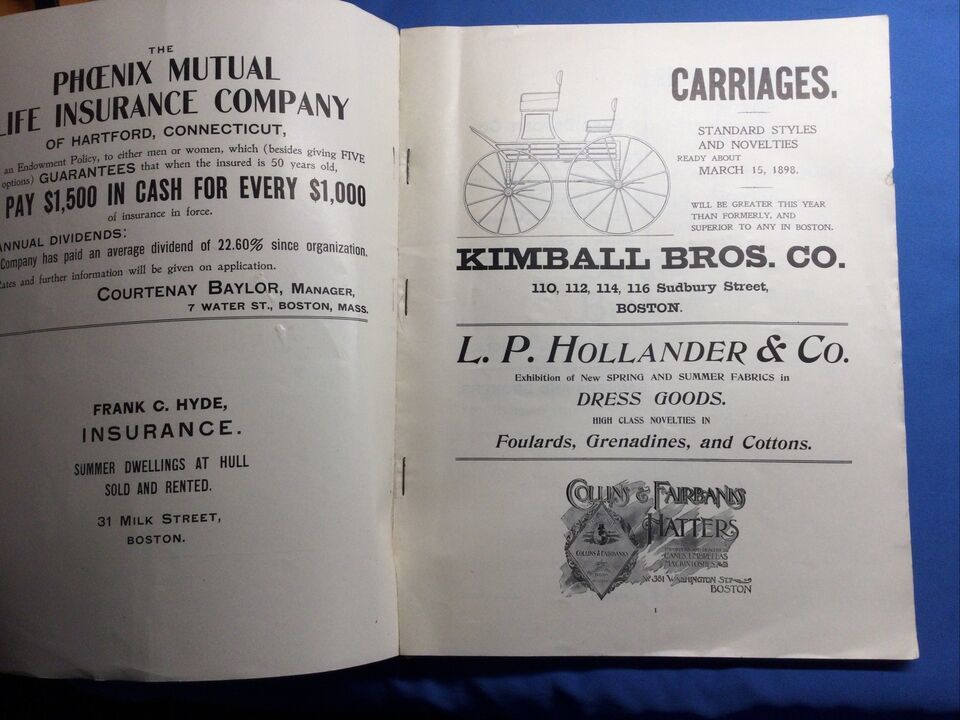 THE
PHŒNIX MUTUAL
LIFE INSURANCE COMPANY
OF HARTFORD, CONNECTICUT,
an Endowment Policy, to either men or women, which (besides giving FIVE
options) GUARANTEES that when the insured is 50 years old,
PAY $1,500 IN CASH FOR EVERY $1,000
of insurance in force.
ANNUAL DIVIDENDS:
Company has paid an average dividend of 22.60% since organization.
Rates and further information will be given on application.
COURTENAY BAYLOR, MANAGER,
7 WATER ST., BOSTON, MASS.
FRANK C. HYDE,
INSURANCE.
SUMMER DWELLINGS AT HULL
SOLD AND RENTED.
31 MILK STREET,
BOSTON.
CARRIAGES.
STANDARD STYLES
AND NOVELTIES
READY ABOUT
MARCH 15, 1898.
WILL BE GREATER THIS YEAR
THAN FORMERLY, AND
SUPERIOR TO ANY IN BOSTON.
KIMBALL BROS. CO.
110, 112, 114, 116 Sudbury Street,
BOSTON.
L. P. HOLLANDER & CO.
Exhibition of New SPRING AND SUMMER FABRICS in
DRESS GOODS.
HIGH CLASS NOVELTIES IN
Foulards, Grenadines, and Cottons.
COLLINS & FAIRBANKS
HATTERS
COLLINS & FAIRBANKS
CANES UMBRELLAS
MACKINTOSHES
No 381 WASHINGTON ST
BOSTON
1